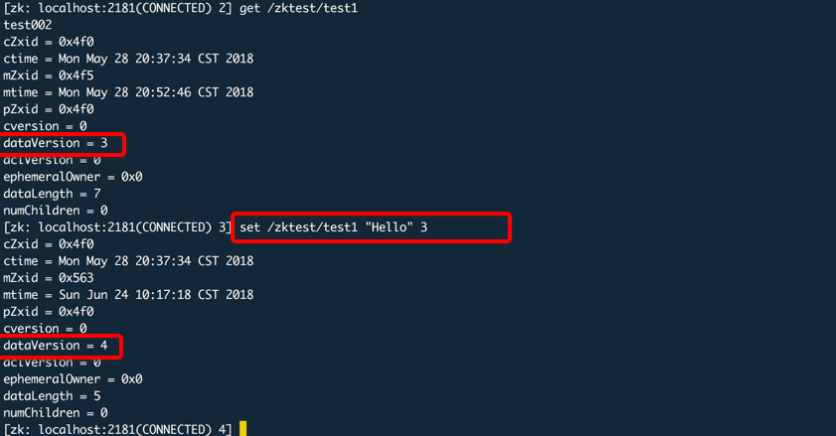 [zk: localhost:2181(CONNECTED) 2] get /zktest/test1
test002
cZxid = 0x4f0
ctime = Mon May 28 20:37:34 CST 2018
mZxid = 0x4f5
mtime = Mon May 28 20:52:46 CST 2018
pZxid = 0x4f0
cversion = 0
dataVersion = 3
aclVersion = 0
ephemeralOwner = 0x0
dataLength = 7
numChildren = 0
[zk: localhost:2181(CONNECTED) 3] set /zktest/test1 "Hello" 3
cZxid = 0x4f0
ctime = Mon May 28 20:37:34 CST 2018
mZxid = 0x563
mtime = Sun Jun 24 10:17:18 CST 2018
pZxid = 0x4f0
cversion = 0
dataVersion = 4
aclVersion = 0
ephemeralOwner = 0x0
dataLength = 5
numChildren = 0
[zk: localhost:2181(CONNECTED) 4]